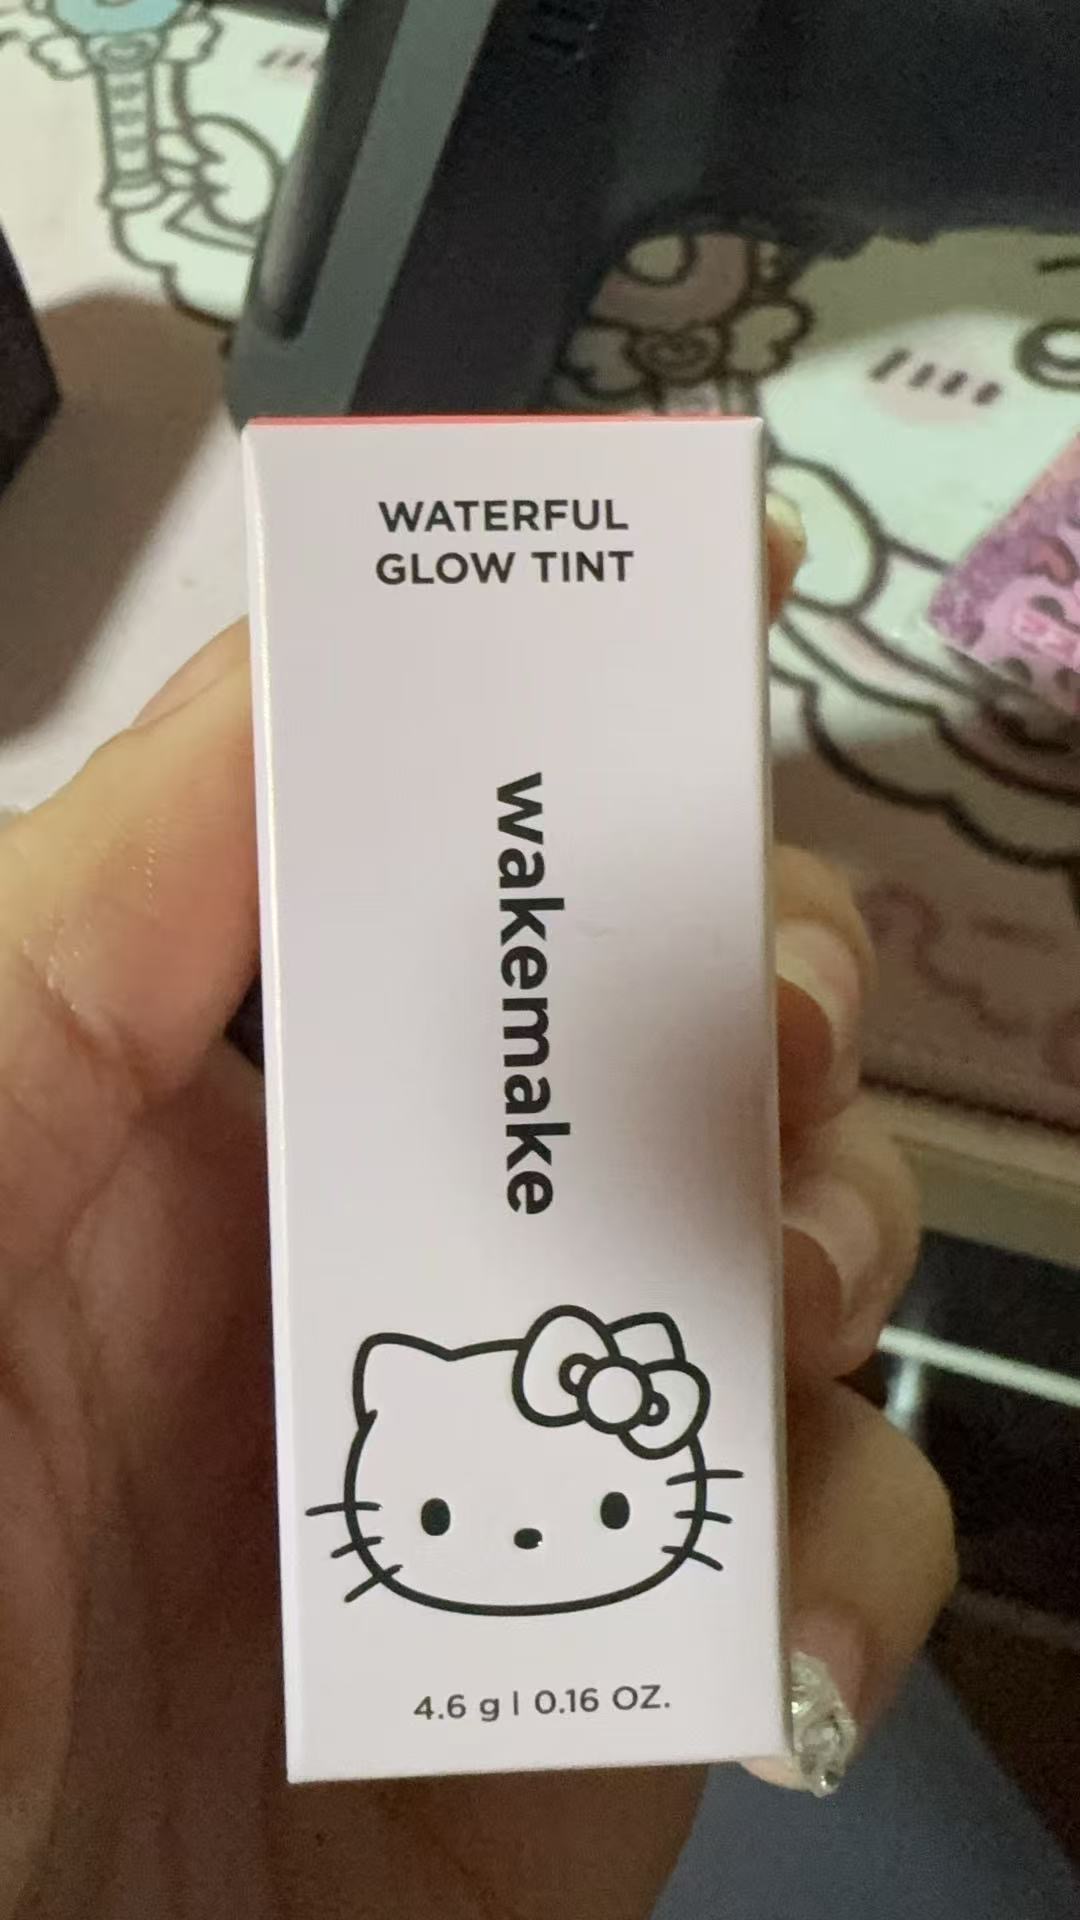 WATERFUL
GLOW TINT
wakemake
4.6 g | 0.16 OZ.